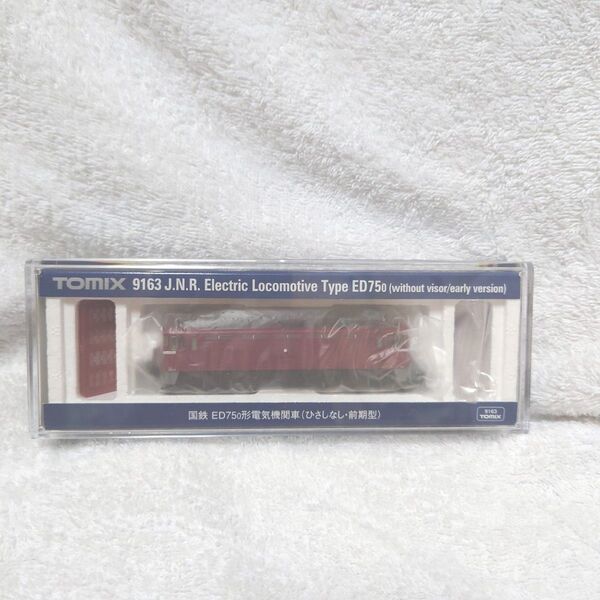 TOMIX 9163 J.N.R. Electric Locomotive Type ED750 (without visor/early version)
国鉄 ED750形電気機関車(ひさしなし・前期型)
9163
TOMIX